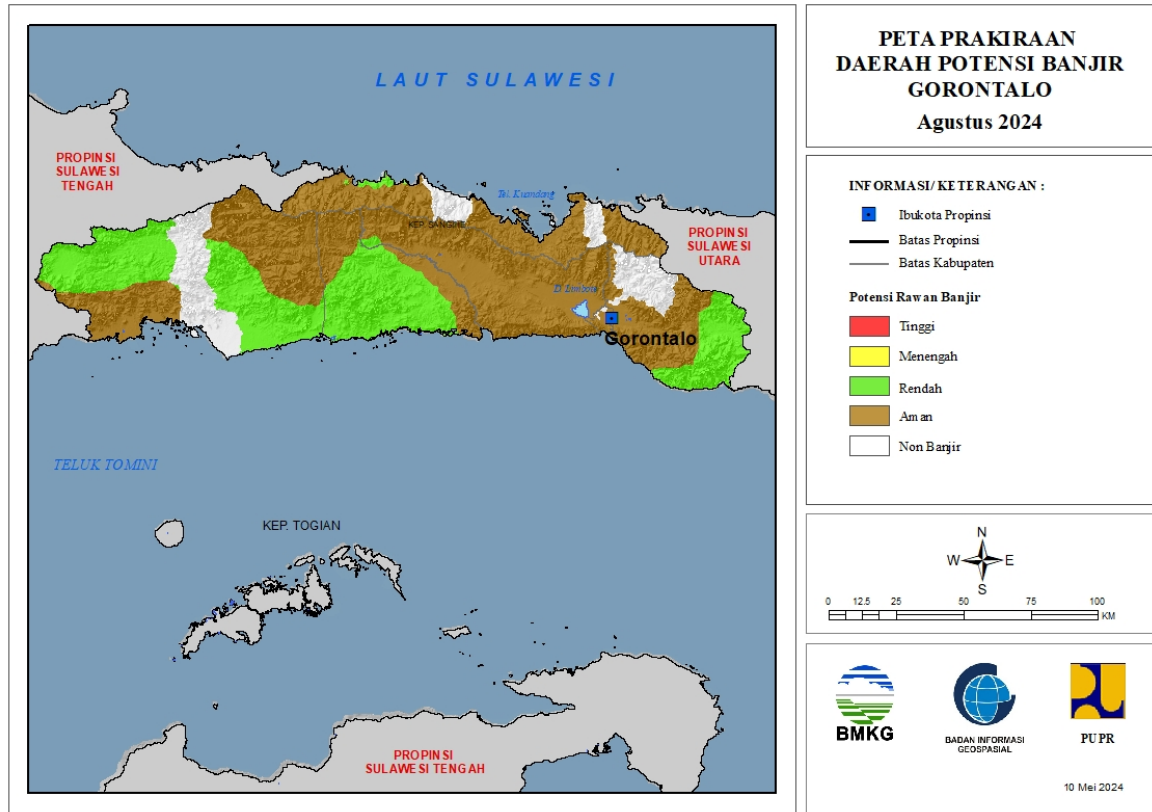 LAUT SULAWESI
PROPINSI
SULAWESI
TENGAH
Tel. Kuandang
KEP. SANGIHE
PROPINSI
SULAWESI
UTARA
D. Limboto
Gorontalo
TELUK TOMINI
KEP. TOGIAN
PROPINSI
SULAWESI TENGAH
PETA PRAKIRAAN
DAERAH POTENSI BANJIR
GORONTALO
Agustus 2024
INFORMASI/ KETERANGAN :
Ibukota Propinsi
Batas Propinsi
Batas Kabupaten
Potensi Rawan Banjir
Tinggi
Menengah
Rendah
Aman
Non Banjir
N
W E
S
0 12.5 25 50 75 100
KM
BMKG
BADAN INFORMASI
GEOSPASIAL
PUPR
10 Mei 2024